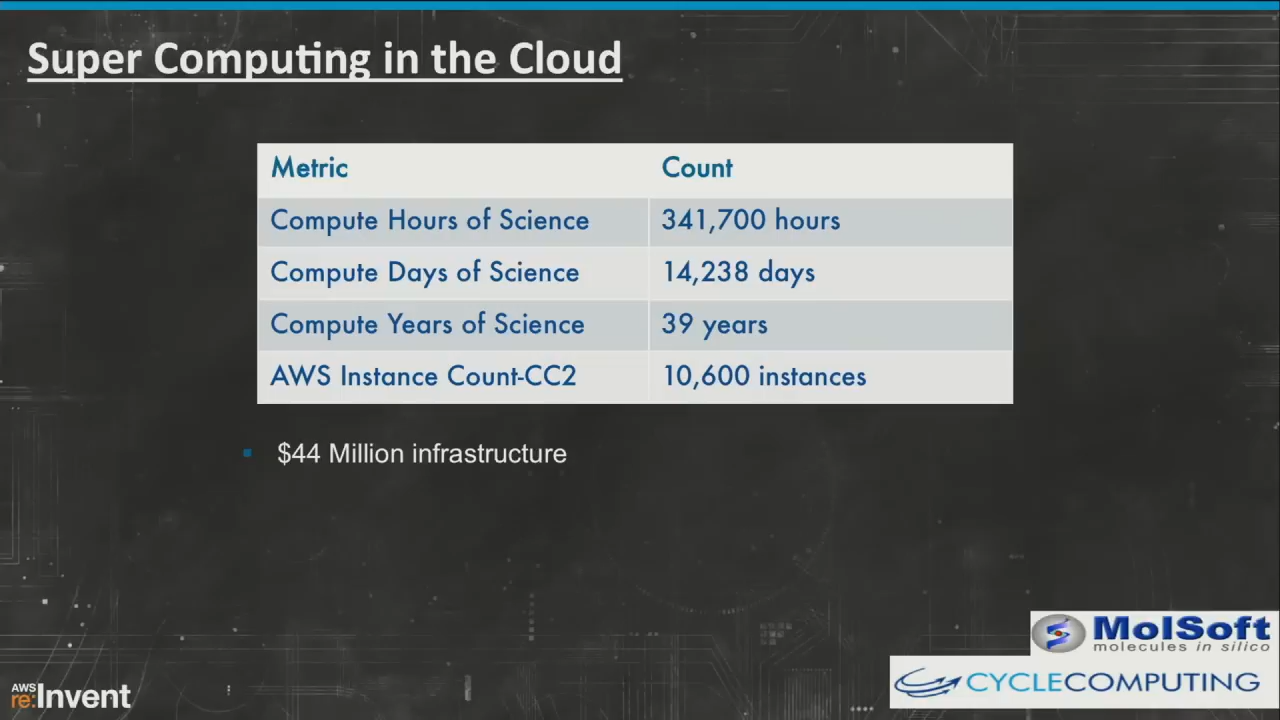 Super Computing in the Cloud
Metric Count
Compute Hours of Science 341,700 hours
Compute Days of Science 14,238 days
Compute Years of Science 39 years
AWS Instance Count-CC2 10,600 instances
$44 Million infrastructure
MolSoft
molecules in silico
CYCLECOMPUTING
AWS
re:Invent